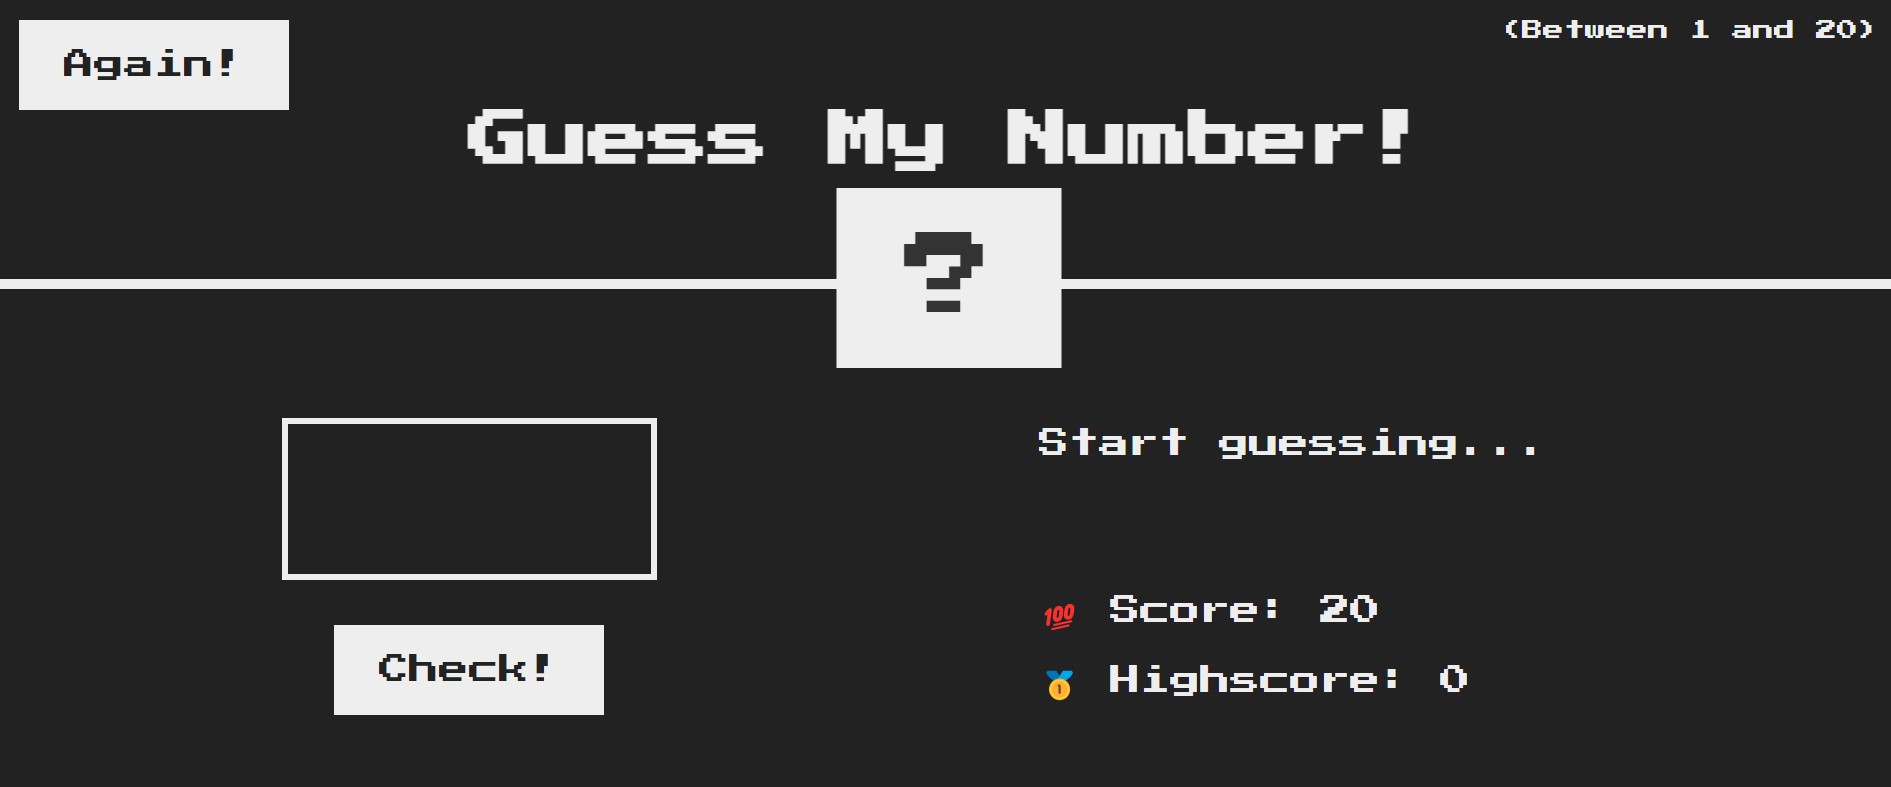 Again!
(Between 1 and 20)
Guess My Number!
?
Start guessing...
Check!
💯 Score: 20
🥇 Highscore: 0